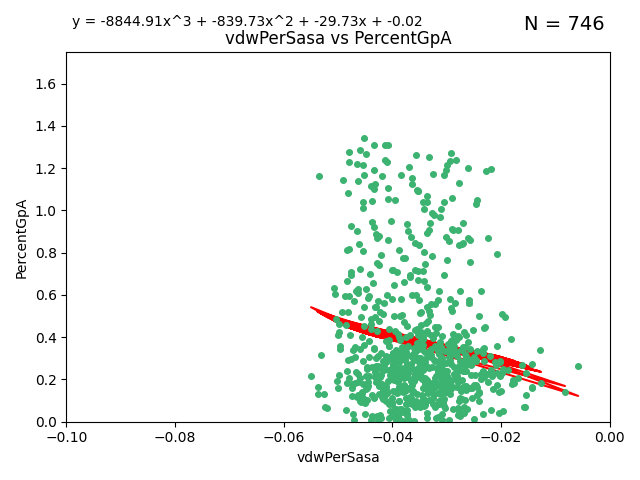 y = -8844.91x^3 + -839.73x^2 + -29.73x + -0.02
N = 746
vdwPerSasa vs PercentGpA
PercentGpA
1.6
1.4
1.2
1.0
0.8
0.6
0.4
0.2
0.0
−0.10 −0.08 −0.06 −0.04 −0.02 0.00
vdwPerSasa